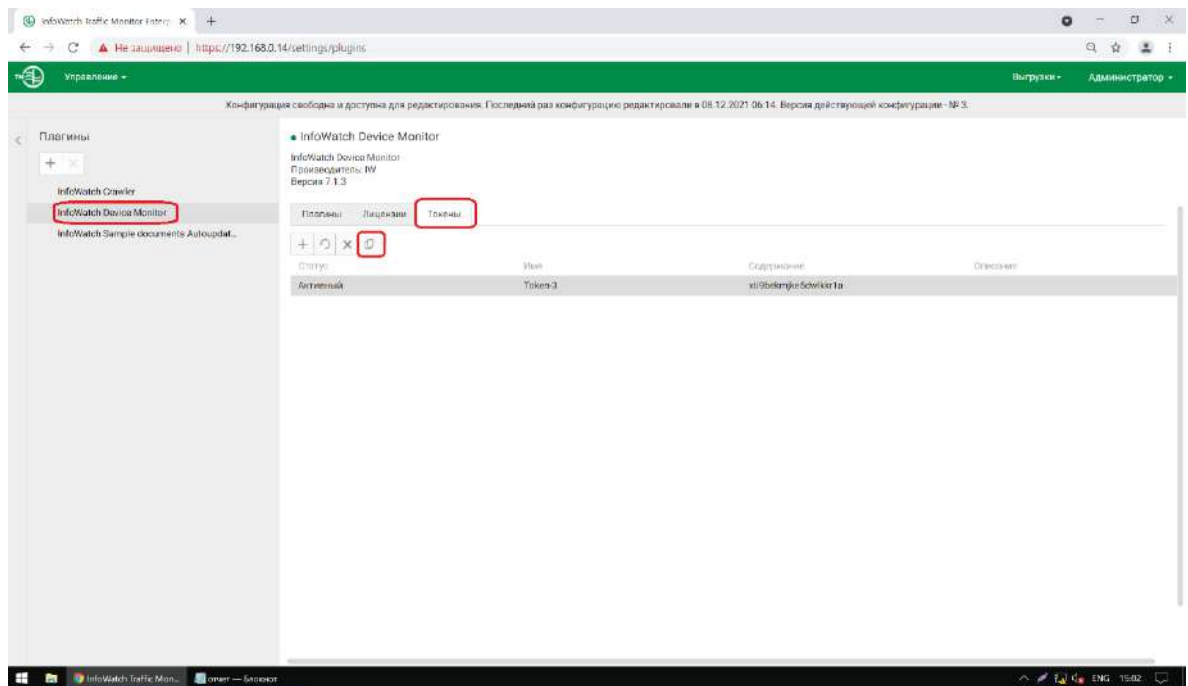 InfoWatch Traffic Monitor Enterp
Не защищено | https://192.168.0.14/settings/plugins
Управление
Выгрузки
Администратор
Конфигурация свободна и доступна для редактирования. Последний раз конфигурацию редактировали в 08.12.2021 06:14. Версия действующей конфигурации - № 3.
Плагины
InfoWatch Crawler
InfoWatch Device Monitor
InfoWatch Sample documents Autoupdat...
InfoWatch Device Monitor
InfoWatch Device Monitor
Производитель: IW
Версия 7.1.3
Плагины Лицензии Токены
Статус Имя Содержание Описание
Активный Token-3
InfoWatch Traffic Mon...
отчет — Блокнот
ENG 15:02